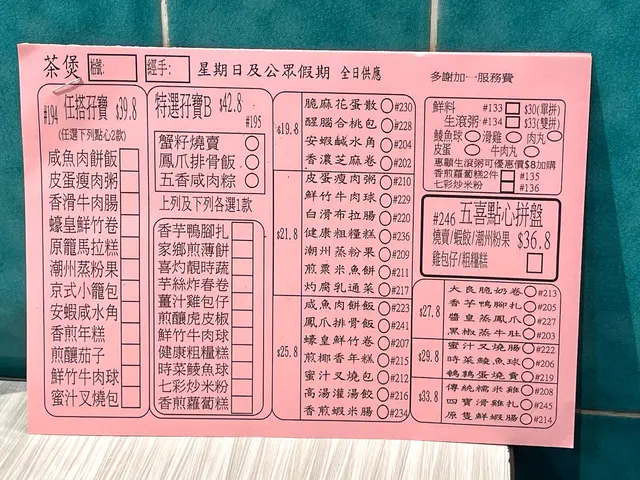 茶煲
檯:
經手:
星期日及公眾假期 全日供應
多謝加一服務費
#194 任搭孖寶 $39.8
(任選下列點心2款)
咸魚肉餅飯
皮蛋瘦肉粥
香滑牛肉腸
蠔皇鮮竹卷
原籠馬拉糕
潮州蒸粉果
京式小籠包
安蝦咸水角
香煎年糕
煎釀茄子
鮮竹牛肉球
蜜汁叉燒包
特選孖寶B $42.8
#195
蟹籽燒賣
鳳爪排骨飯
五香咸肉粽
上列及下列各選1款
香芋鴨腳扎
家鄉煎薄餅
喜灼靚時蔬
芋絲炸春卷
薑汁雞包仔
煎釀虎皮椒
鮮竹牛肉球
健康粗糧糕
時菜鯪魚球
七彩炒米粉
香煎蘿蔔糕
$19.8
脆麻花蛋散 #230
醒腦合桃包 #228
安蝦鹹水角 #204
香濃芝麻卷 #202
$21.8
皮蛋瘦肉粥 #210
鮮竹牛肉球 #229
白滑布拉腸 #220
健康粗糧糕 #236
潮州蒸粉果 #209
煎粟米魚餅 #211
灼腐乳通菜 #217
$25.8
咸魚肉餅飯 #223
鳳爪排骨飯 #241
蠔皇鮮竹卷 #207
煎椰香年糕 #215
蜜汁叉燒包 #212
高湯灌湯餃 #216
香煎蝦米腸 #234
鮮料 #133 $30(單拼)
生滾粥 #134 $33(雙拼)
鯪魚球 滑雞 肉丸
皮蛋 牛肉丸
惠顧生滾粥可優惠價$8加購
香煎蘿蔔糕2件 #135
七彩炒米粉 #136
#246 五喜點心拼盤
燒賣/蝦餃/潮州粉果 $36.8
雞包仔/粗糧糕
$27.8
大良脆奶卷 #213
香芋鴨腳扎 #205
醬皇蒸鳳爪 #227
黑椒蒸牛肚 #203
$29.8
蜜汁叉燒腸 #222
時菜鯪魚球 #206
鵪鶉蛋燒賣 #219
$33.8
傳統糯米雞 #208
四寶滑雞扎 #245
原隻鮮蝦腸 #214